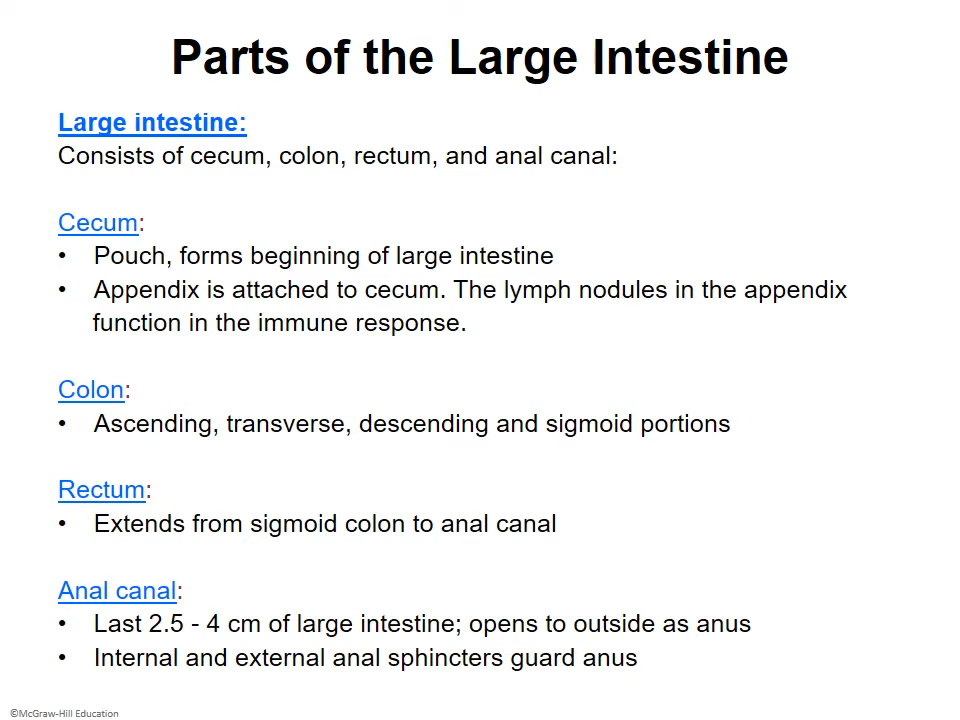 Parts of the Large Intestine
Large intestine:
Consists of cecum, colon, rectum, and anal canal:
Cecum:
• Pouch, forms beginning of large intestine
• Appendix is attached to cecum. The lymph nodules in the appendix
function in the immune response.
Colon:
• Ascending, transverse, descending and sigmoid portions
Rectum:
• Extends from sigmoid colon to anal canal
Anal canal:
• Last 2.5 - 4 cm of large intestine; opens to outside as anus
• Internal and external anal sphincters guard anus
©McGraw-Hill Education